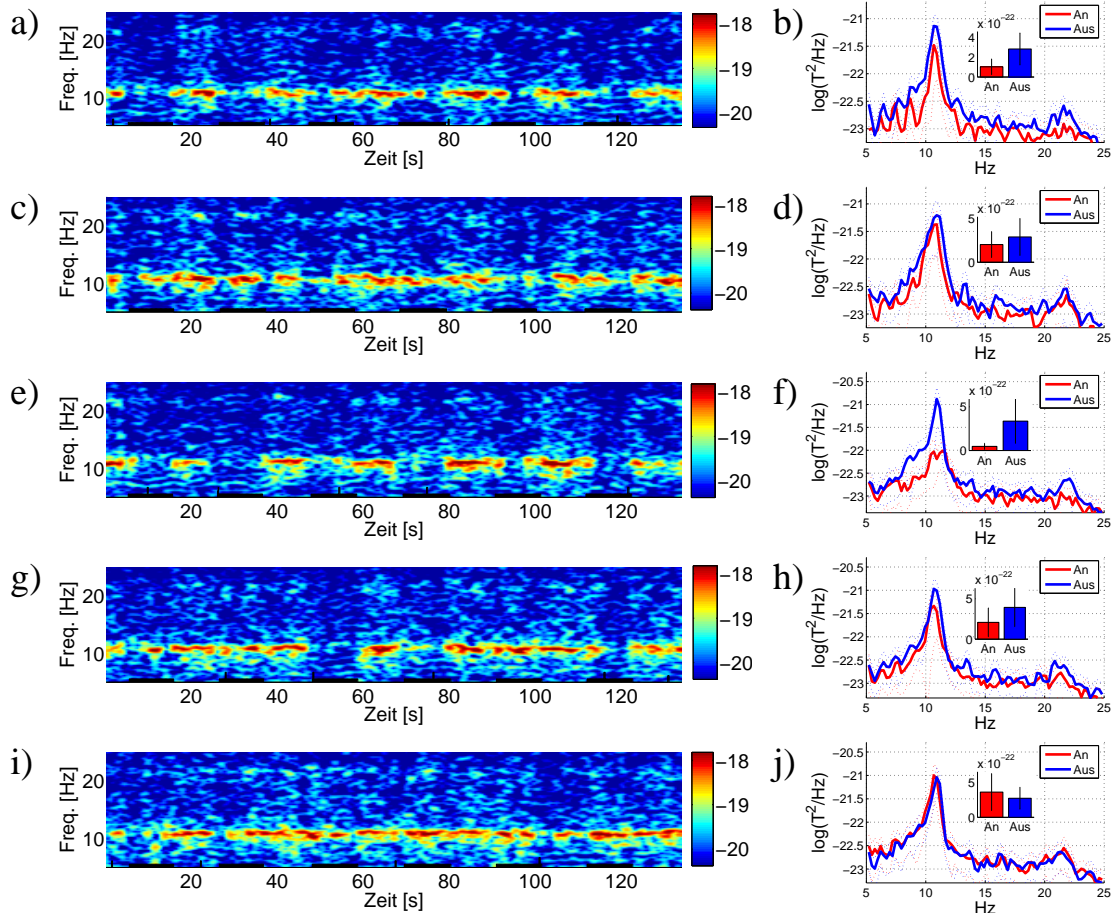 a)
Freq. [Hz]
20
10
20 40 60 80 100 120
Zeit [s]
−18
−19
−20
b)
log(T^2/Hz)
−21
−21.5
−22
−22.5
−23
5 10 15 20 25
Hz
x 10^-22
4
2
0
An Aus
An
Aus
c)
Freq. [Hz]
20
10
20 40 60 80 100 120
Zeit [s]
−18
−19
−20
d)
log(T^2/Hz)
−21
−21.5
−22
−22.5
−23
5 10 15 20 25
Hz
x 10^-22
5
0
An Aus
An
Aus
e)
Freq. [Hz]
20
10
20 40 60 80 100 120
Zeit [s]
−18
−19
−20
f)
log(T^2/Hz)
−20.5
−21
−21.5
−22
−22.5
−23
5 10 15 20 25
Hz
x 10^-22
5
0
An Aus
An
Aus
g)
Freq. [Hz]
20
10
20 40 60 80 100 120
Zeit [s]
−18
−19
−20
h)
log(T^2/Hz)
−20.5
−21
−21.5
−22
−22.5
−23
5 10 15 20 25
Hz
x 10^-22
5
0
An Aus
An
Aus
i)
Freq. [Hz]
20
10
20 40 60 80 100 120
Zeit [s]
−18
−19
−20
j)
log(T^2/Hz)
−20.5
−21
−21.5
−22
−22.5
−23
5 10 15 20 25
Hz
x 10^-22
5
0
An Aus
An
Aus